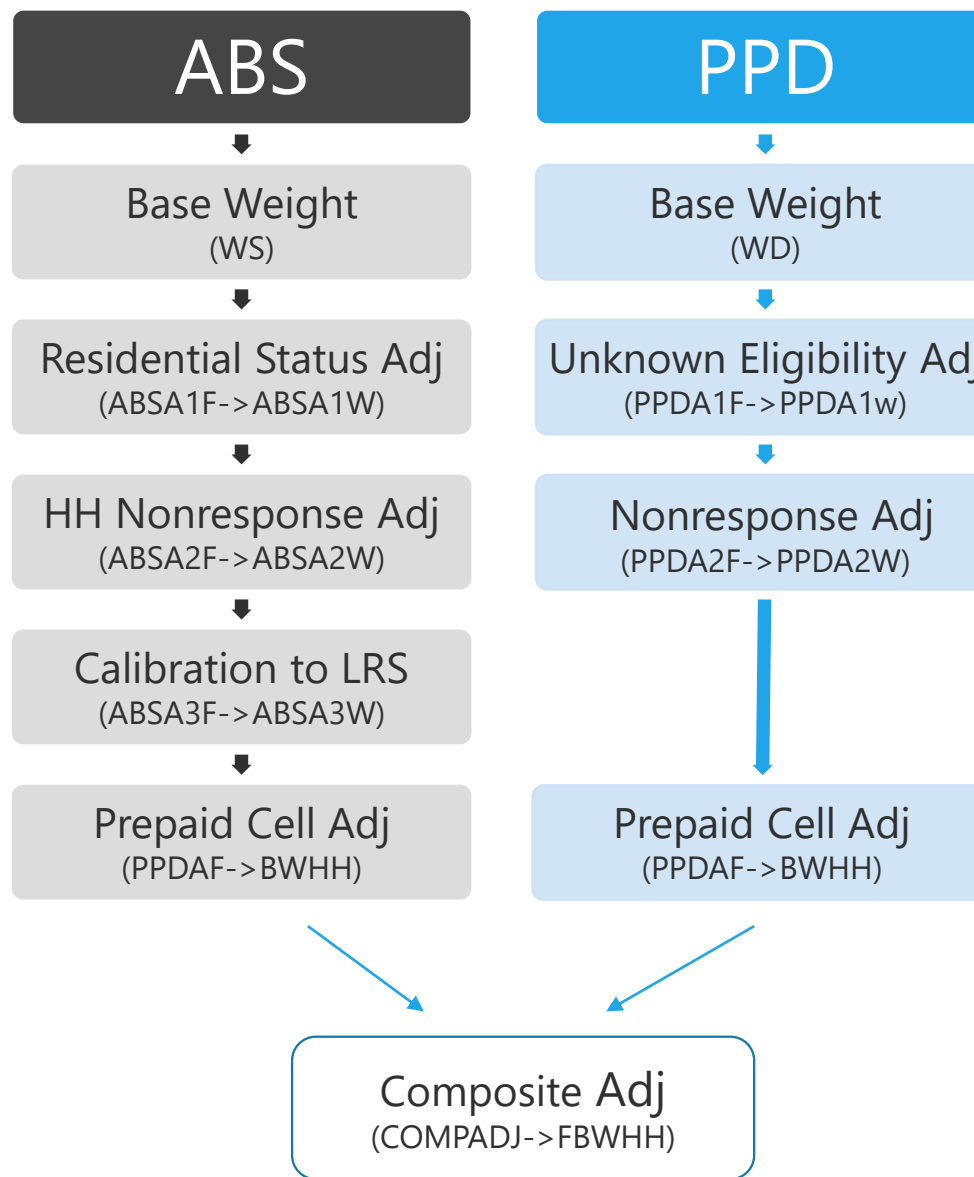 ABS
PPD
Base Weight
(WS)
Base Weight
(WD)
Residential Status Adj
(ABSA1F->ABSA1W)
Unknown Eligibility Adj
(PPDA1F->PPDA1w)
HH Nonresponse Adj
(ABSA2F->ABSA2W)
Nonresponse Adj
(PPDA2F->PPDA2W)
Calibration to LRS
(ABSA3F->ABSA3W)
Prepaid Cell Adj
(PPDAF->BWHH)
Prepaid Cell Adj
(PPDAF->BWHH)
Composite Adj
(COMPADJ->FBWHH)